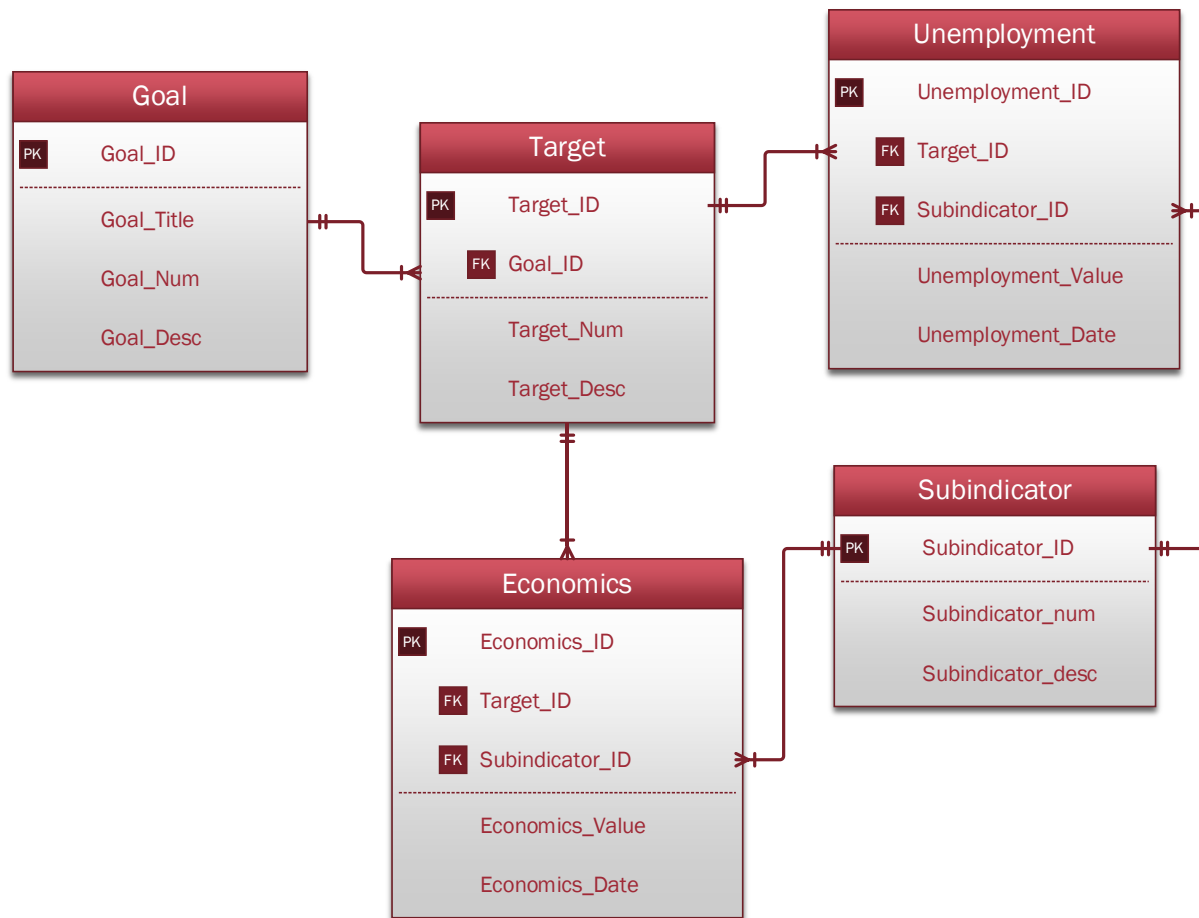 Goal
PK Goal_ID
Goal_Title
Goal_Num
Goal_Desc
Target
PK Target_ID
FK Goal_ID
Target_Num
Target_Desc
Unemployment
PK Unemployment_ID
FK Target_ID
FK Subindicator_ID
Unemployment_Value
Unemployment_Date
Economics
PK Economics_ID
FK Target_ID
FK Subindicator_ID
Economics_Value
Economics_Date
Subindicator
PK Subindicator_ID
Subindicator_num
Subindicator_desc